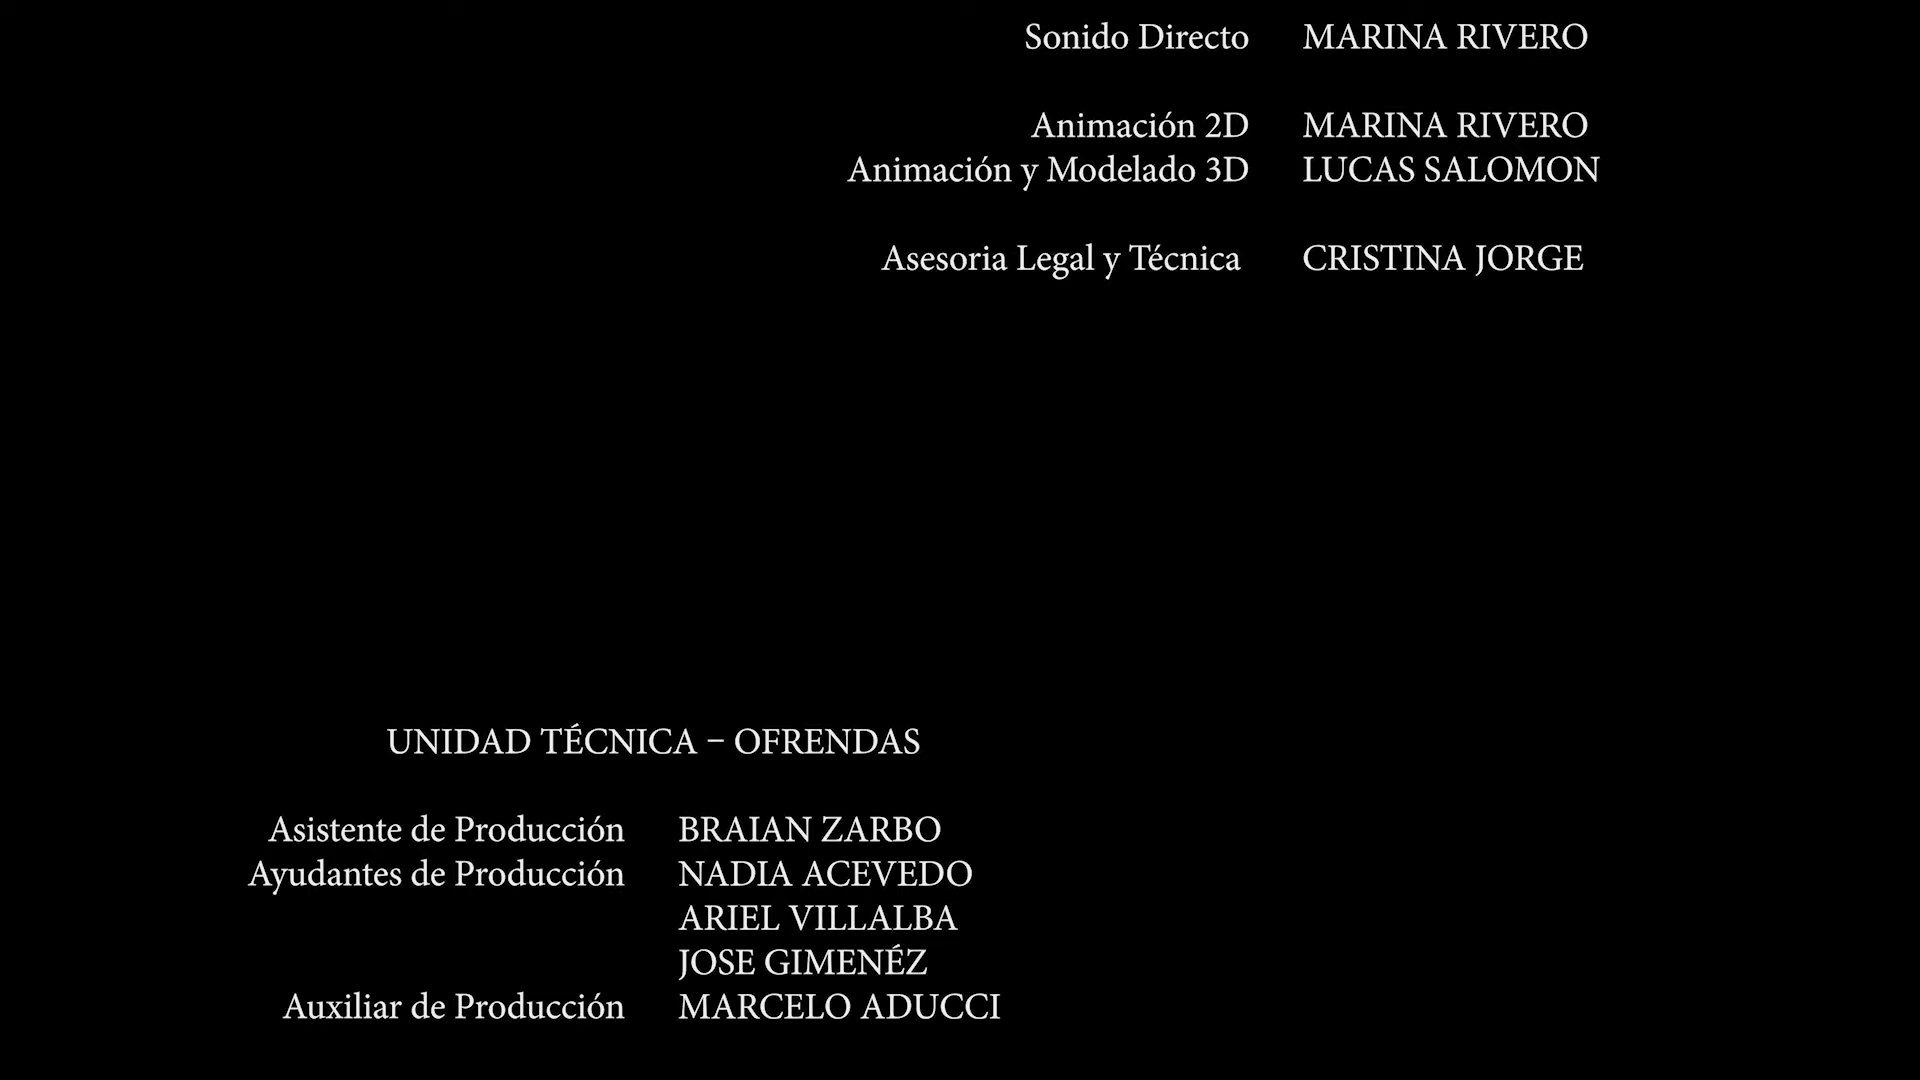 Sonido Directo MARINA RIVERO
Animación 2D MARINA RIVERO
Animación y Modelado 3D LUCAS SALOMON
Asesoria Legal y Técnica CRISTINA JORGE
UNIDAD TÉCNICA – OFRENDAS
Asistente de Producción BRAIAN ZARBO
Ayudantes de Producción NADIA ACEVEDO
ARIEL VILLALBA
JOSE GIMENÉZ
Auxiliar de Producción MARCELO ADUCCI